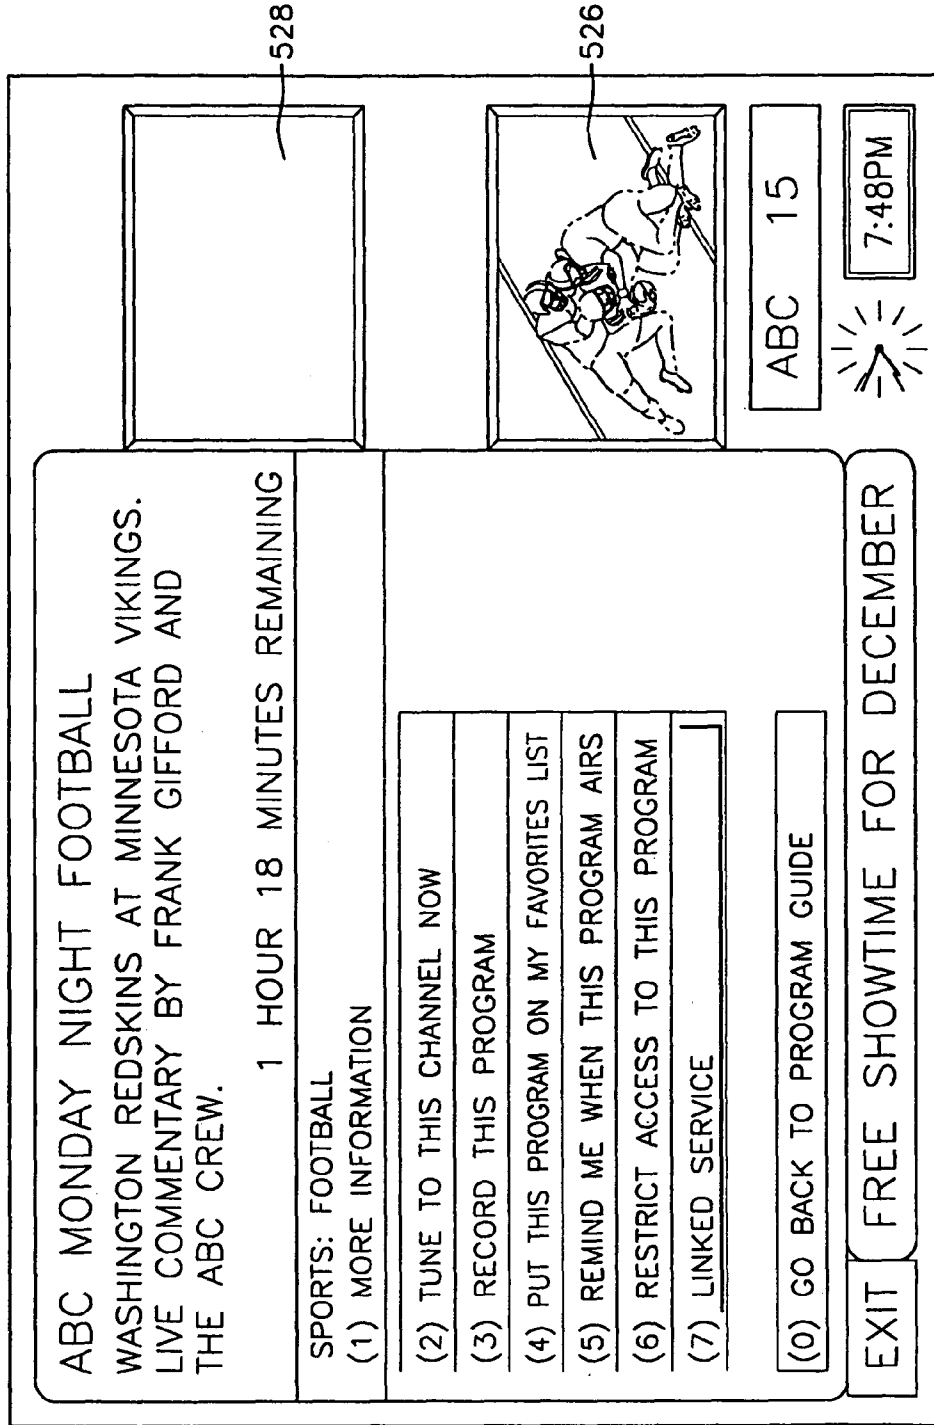 ABC MONDAY NIGHT FOOTBALL
WASHINGTON REDSKINS AT MINNESOTA VIKINGS.
LIVE COMMENTARY BY FRANK GIFFORD AND
THE ABC CREW.
1 HOUR 18 MINUTES REMAINING
SPORTS: FOOTBALL
(1) MORE INFORMATION
(2) TUNE TO THIS CHANNEL NOW
(3) RECORD THIS PROGRAM
(4) PUT THIS PROGRAM ON MY FAVORITES LIST
(5) REMIND ME WHEN THIS PROGRAM AIRS
(6) RESTRICT ACCESS TO THIS PROGRAM
(7) LINKED SERVICE
(0) GO BACK TO PROGRAM GUIDE
EXIT
FREE SHOWTIME FOR DECEMBER
528
526
ABC 15
7:48PM